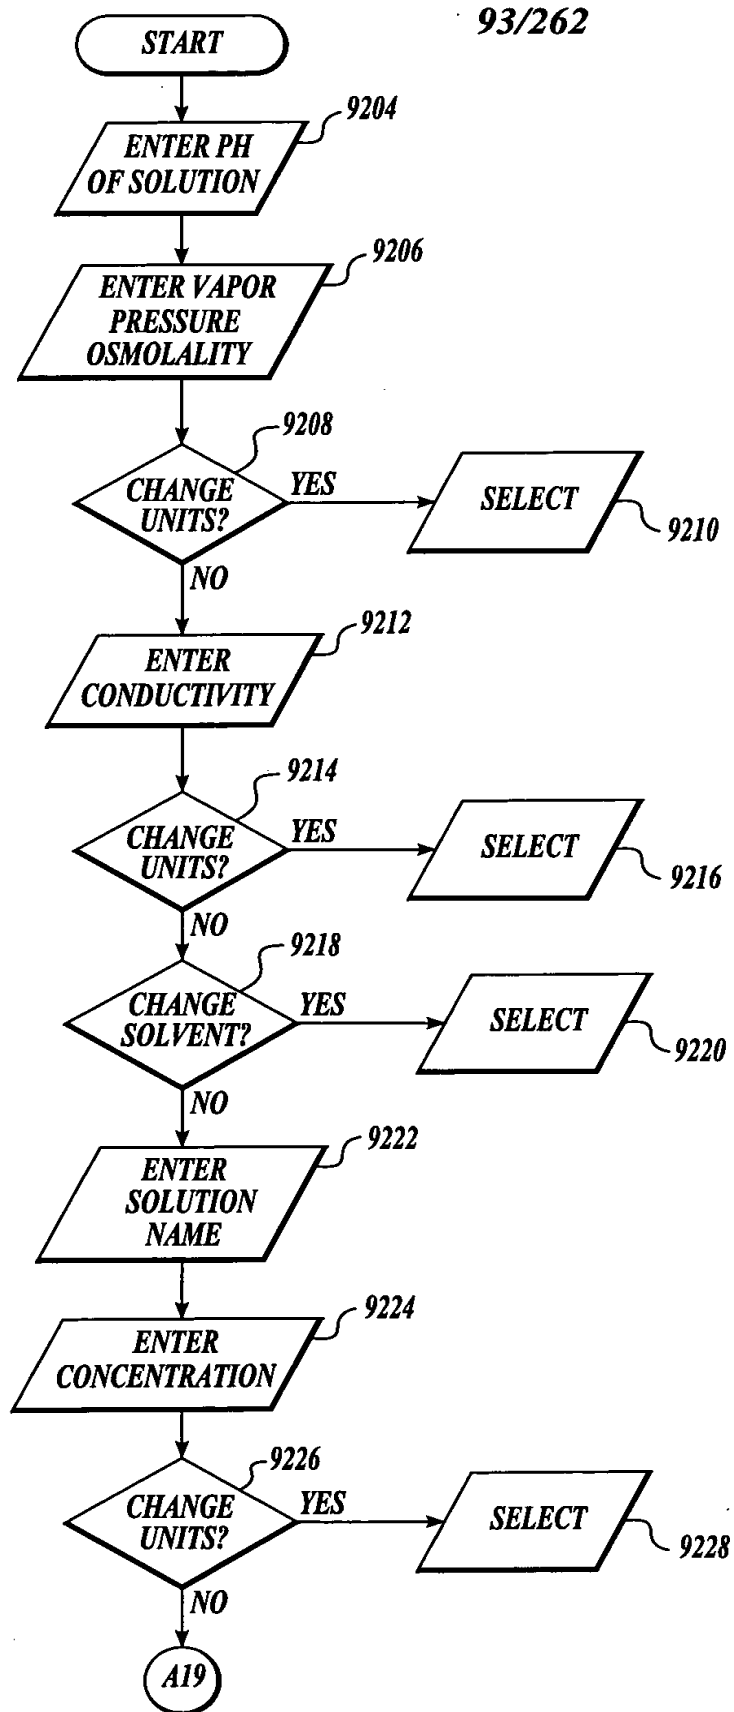 93/262
START
9204
ENTER PH
OF SOLUTION
9206
ENTER VAPOR
PRESSURE
OSMOLALITY
9208
CHANGE
UNITS?
YES
SELECT
9210
NO
9212
ENTER
CONDUCTIVITY
9214
CHANGE
UNITS?
YES
SELECT
9216
NO
9218
CHANGE
SOLVENT?
YES
SELECT
9220
NO
9222
ENTER
SOLUTION
NAME
9224
ENTER
CONCENTRATION
9226
CHANGE
UNITS?
YES
SELECT
9228
NO
A19